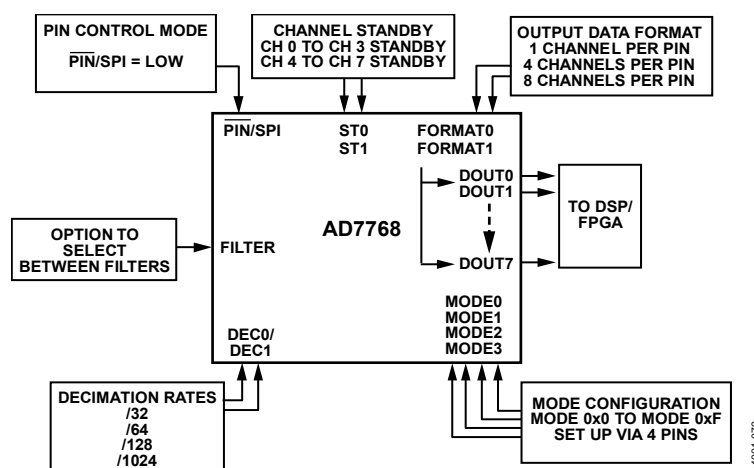 PIN CONTROL MODE
PIN/SPI = LOW
CHANNEL STANDBY
CH 0 TO CH 3 STANDBY
CH 4 TO CH 7 STANDBY
OUTPUT DATA FORMAT
1 CHANNEL PER PIN
4 CHANNELS PER PIN
8 CHANNELS PER PIN
PIN/SPI
ST0
ST1
FORMAT0
FORMAT1
DOUT0
DOUT1
DOUT7
TO DSP/
FPGA
AD7768
OPTION TO
SELECT
BETWEEN FILTERS
FILTER
DEC0/
DEC1
MODE0
MODE1
MODE2
MODE3
DECIMATION RATES
/32
/64
/128
/1024
MODE CONFIGURATION
MODE 0x0 TO MODE 0xF
SET UP VIA 4 PINS